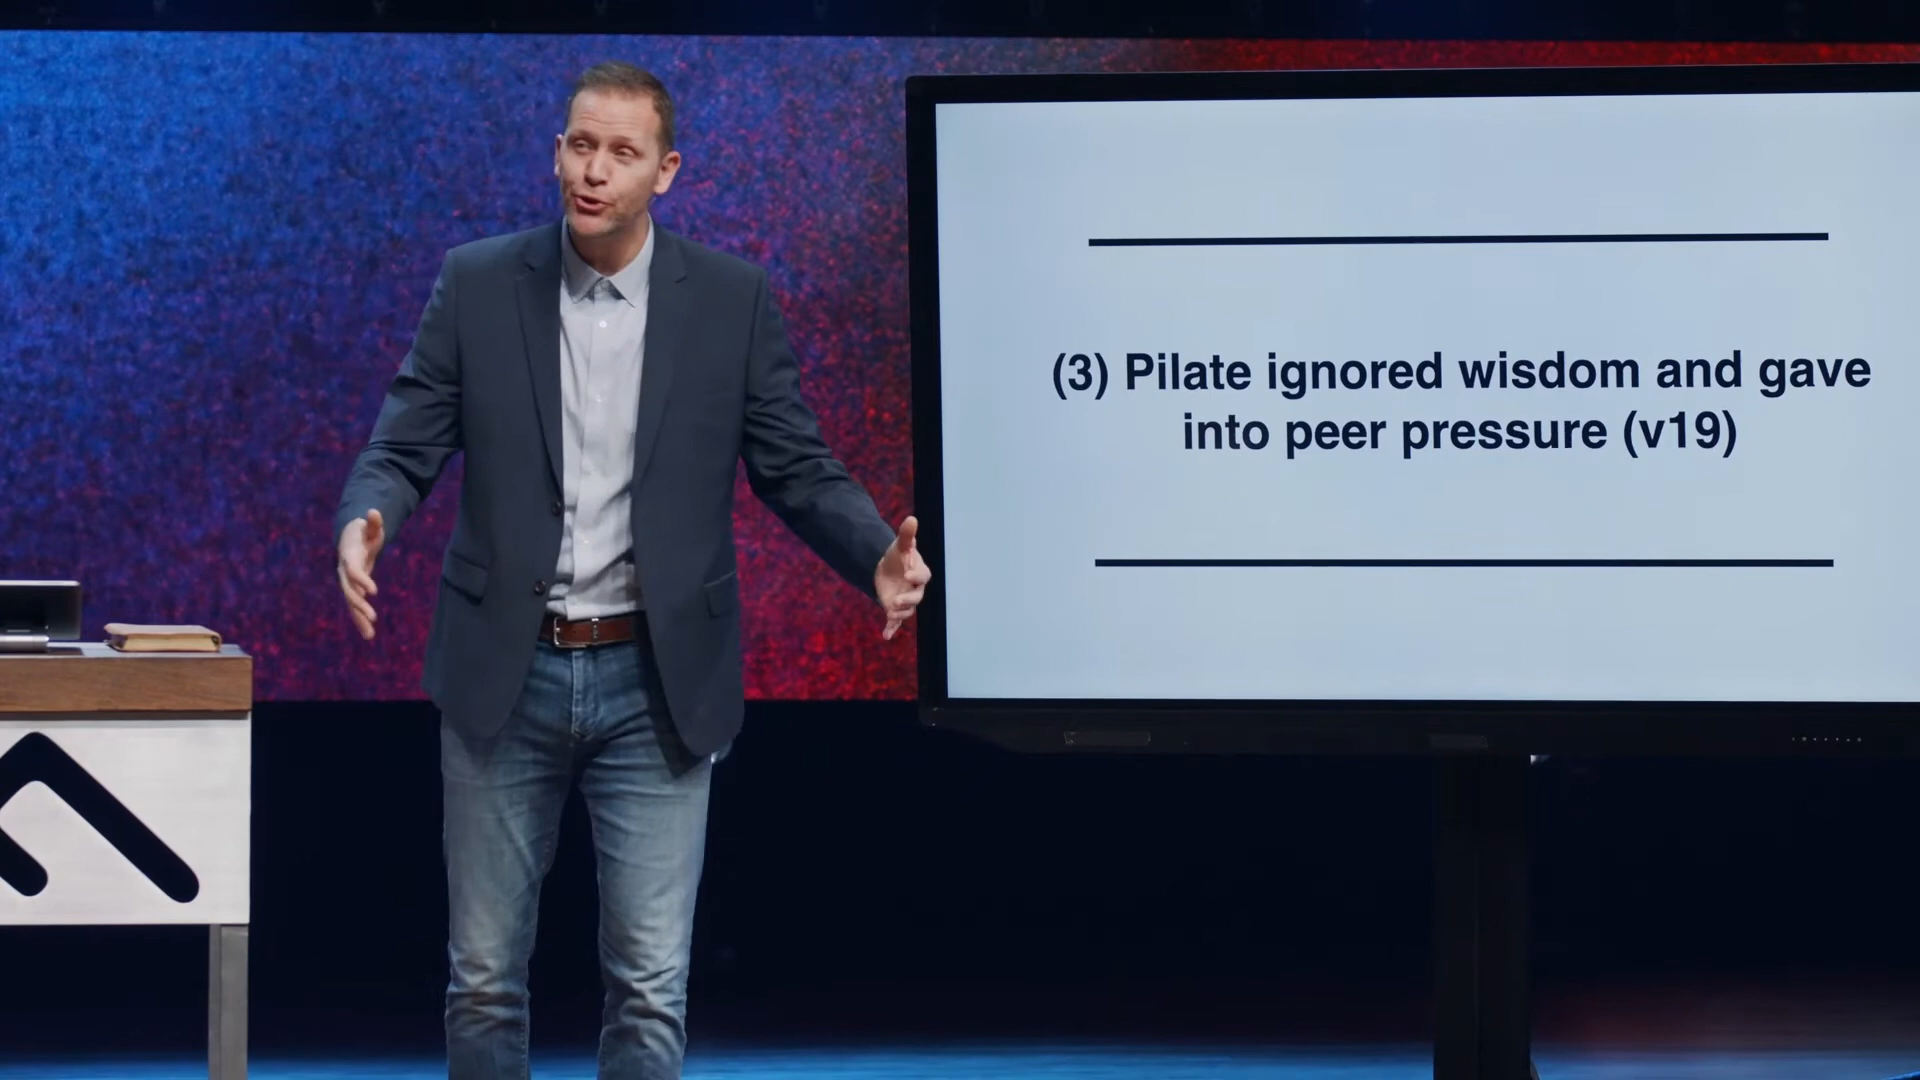 (3) Pilate ignored wisdom and gave
into peer pressure (v19)